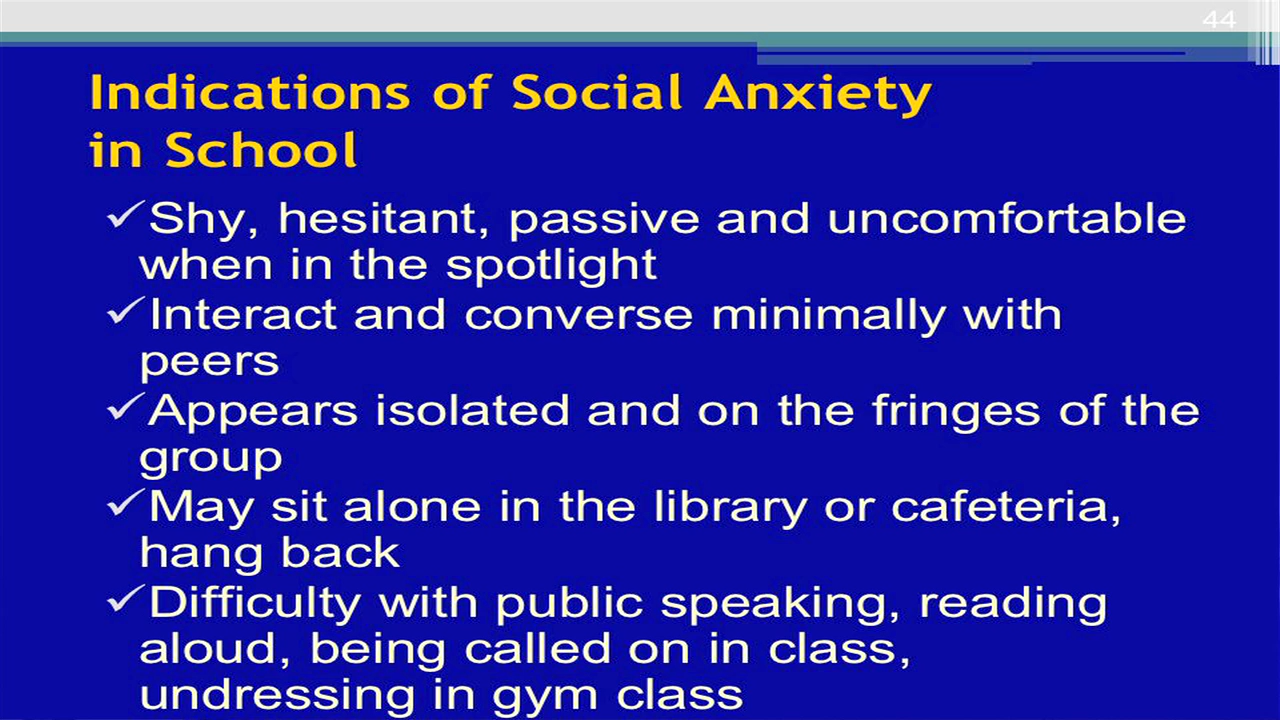 44
Indications of Social Anxiety
in School
✓Shy, hesitant, passive and uncomfortable
when in the spotlight
✓Interact and converse minimally with
peers
✓Appears isolated and on the fringes of the
group
✓May sit alone in the library or cafeteria,
hang back
✓Difficulty with public speaking, reading
aloud, being called on in class,
undressing in gym class